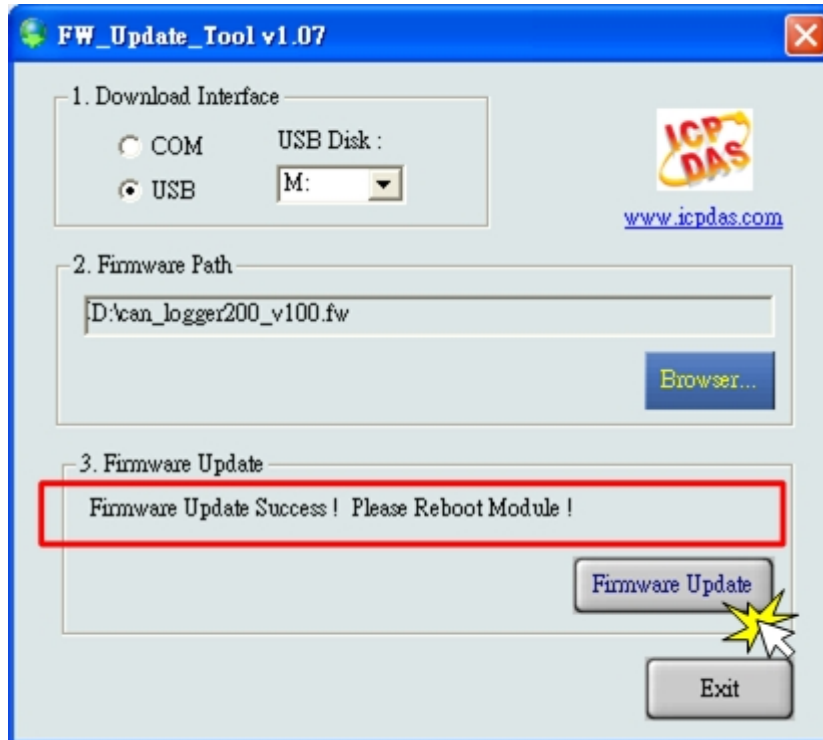 FW_Update_Tool v1.07
1. Download Interface
COM
USB Disk :
USB
M:
ICP
DAS
www.icpdas.com
2. Firmware Path
D:\can_logger200_v100.fw
Browser...
3. Firmware Update
Firmware Update Success ! Please Reboot Module !
Firmware Update
Exit